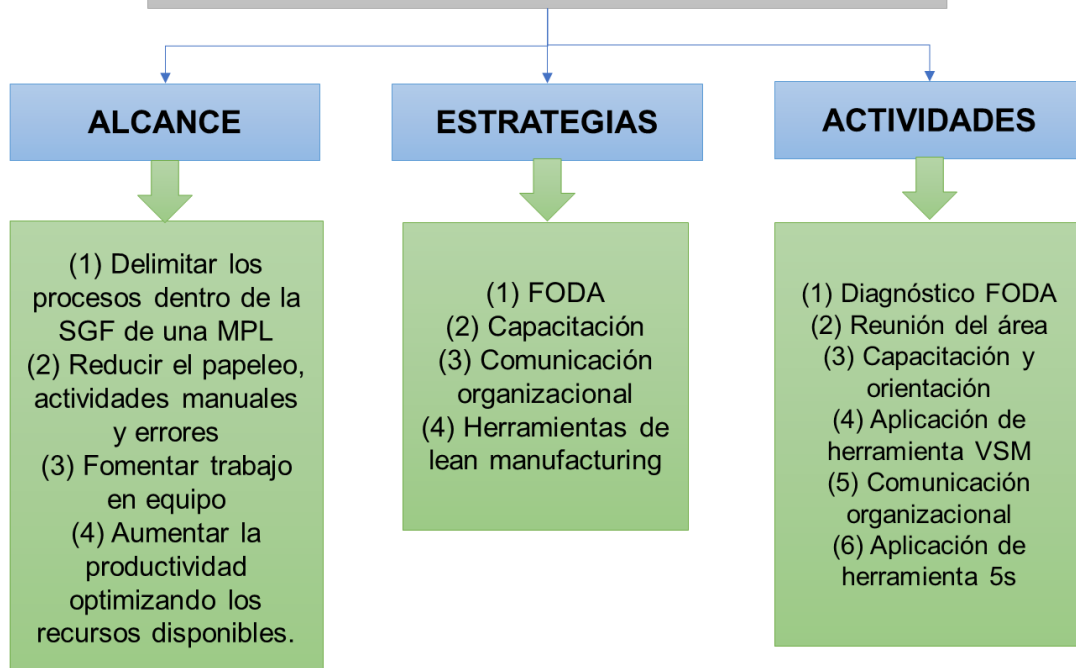 ALCANCE
(1) Delimitar los
procesos dentro de la
SGF de una MPL
(2) Reducir el papeleo,
actividades manuales
y errores
(3) Fomentar trabajo
en equipo
(4) Aumentar la
productividad
optimizando los
recursos disponibles.
ESTRATEGIAS
(1) FODA
(2) Capacitación
(3) Comunicación
organizacional
(4) Herramientas de
lean manufacturing
ACTIVIDADES
(1) Diagnóstico FODA
(2) Reunión del área
(3) Capacitación y
orientación
(4) Aplicación de
herramienta VSM
(5) Comunicación
organizacional
(6) Aplicación de
herramienta 5s